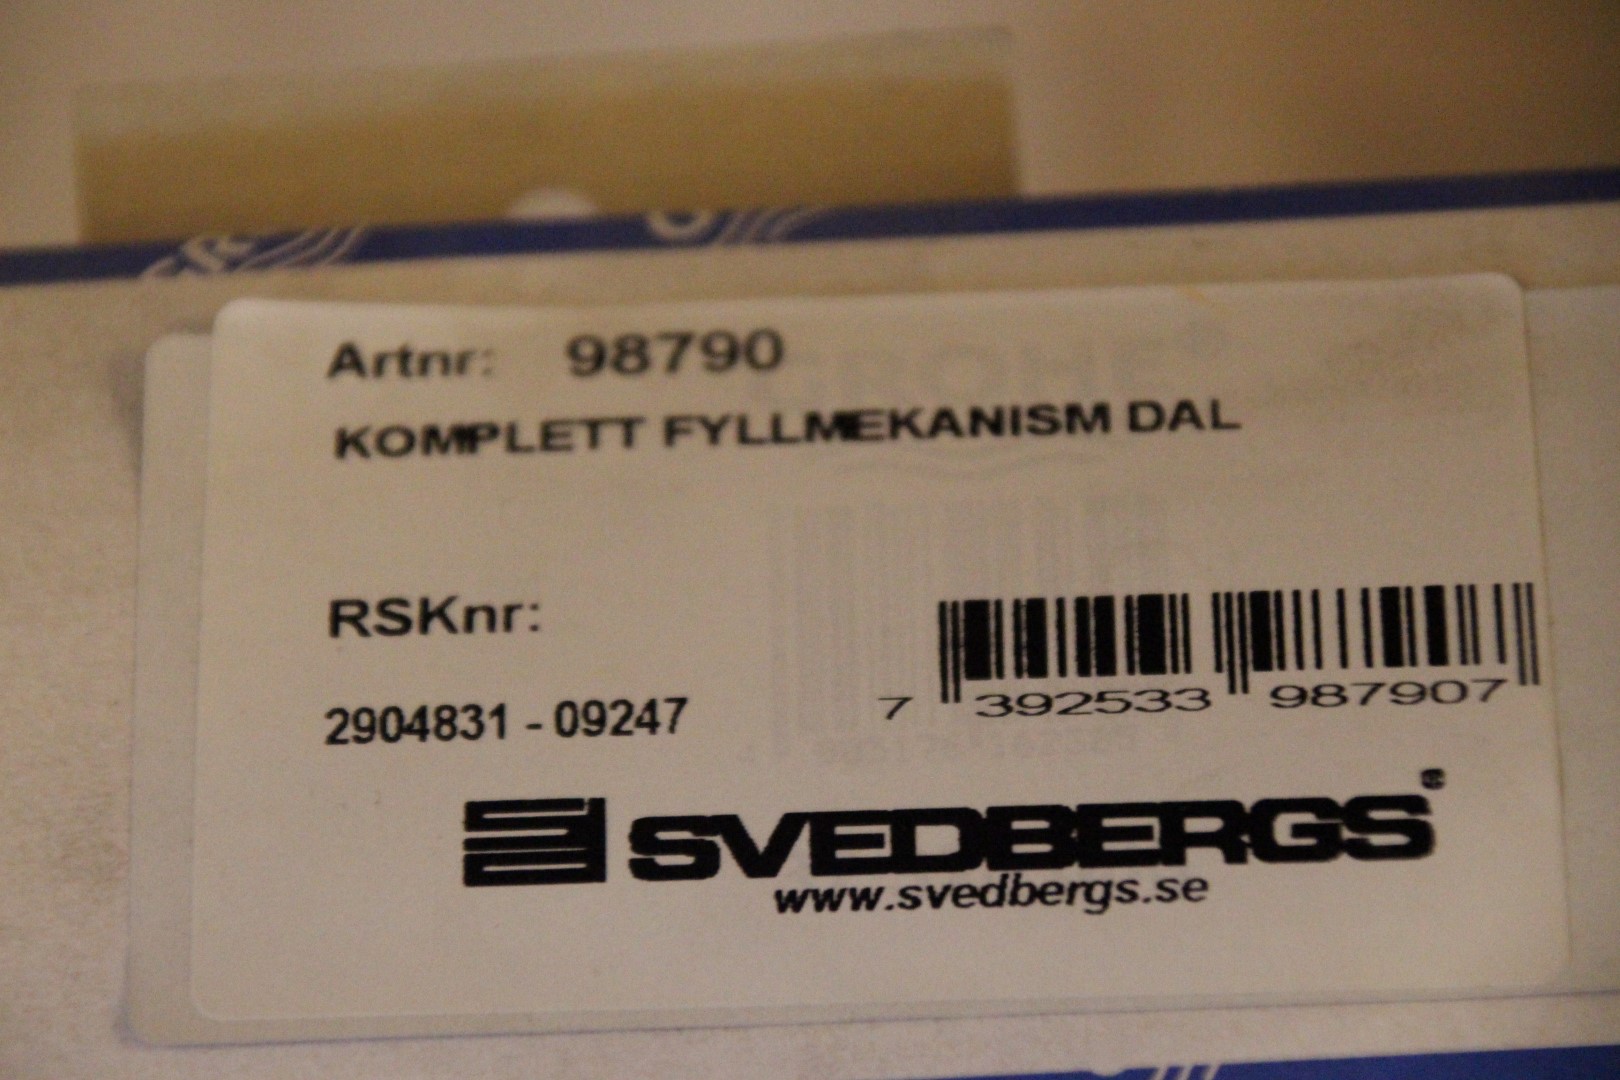 Artnr: 98790
KOMPLETT FYLLMEKANISM DAL
RSKnr:
2904831 - 09247
7 392533 987907
SVEDBERGS®
www.svedbergs.se